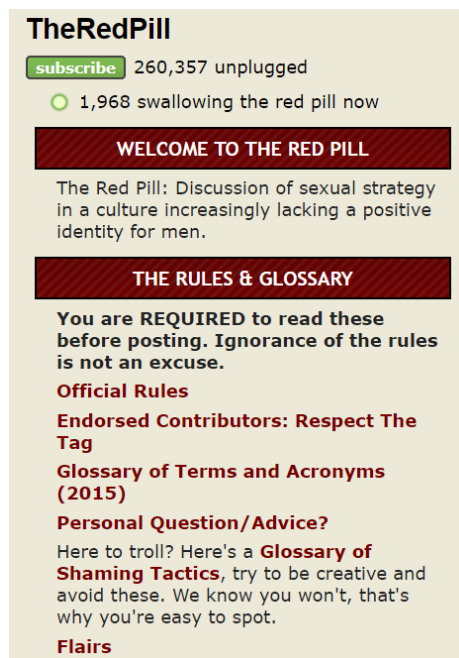 TheRedPill
subscribe 260,357 unplugged
1,968 swallowing the red pill now
WELCOME TO THE RED PILL
The Red Pill: Discussion of sexual strategy
in a culture increasingly lacking a positive
identity for men.
THE RULES & GLOSSARY
You are REQUIRED to read these
before posting. Ignorance of the rules
is not an excuse.
Official Rules
Endorsed Contributors: Respect The
Tag
Glossary of Terms and Acronyms
(2015)
Personal Question/Advice?
Here to troll? Here's a Glossary of
Shaming Tactics, try to be creative and
avoid these. We know you won't, that's
why you're easy to spot.
Flairs